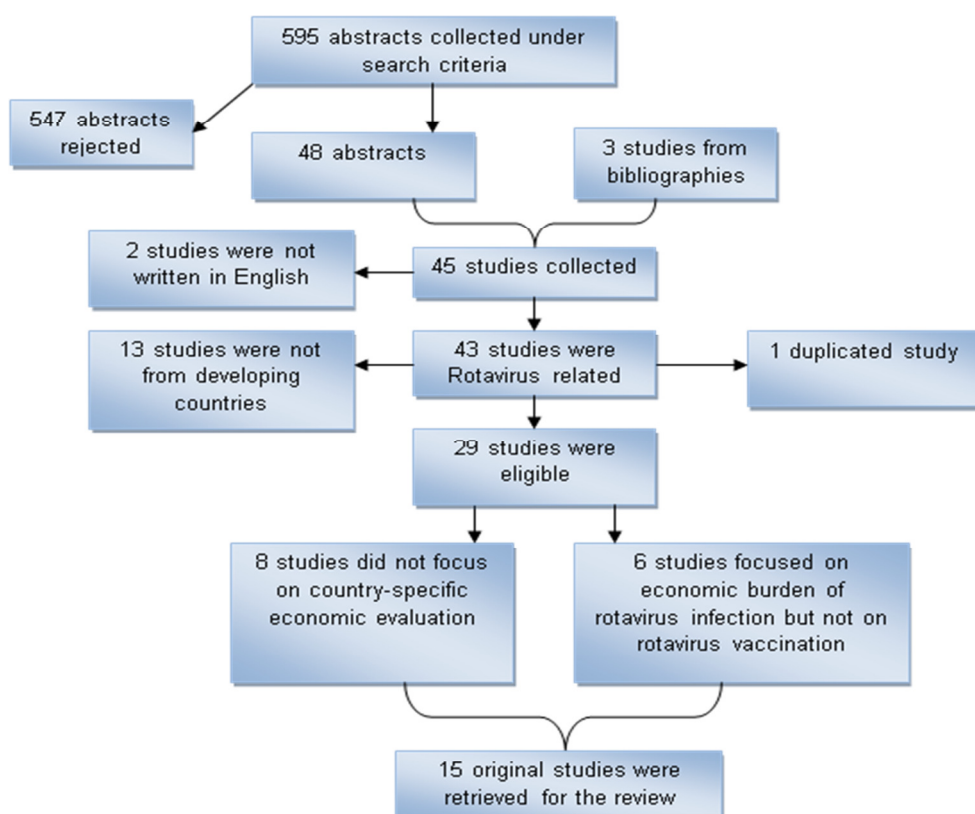 595 abstracts collected under
search criteria
547 abstracts
rejected
48 abstracts
3 studies from
bibliographies
2 studies were not
written in English
45 studies collected
13 studies were not
from developing
countries
43 studies were
Rotavirus related
1 duplicated study
29 studies were
eligible
8 studies did not focus
on country-specific
economic evaluation
6 studies focused on
economic burden of
rotavirus infection but not on
rotavirus vaccination
15 original studies were
retrieved for the review